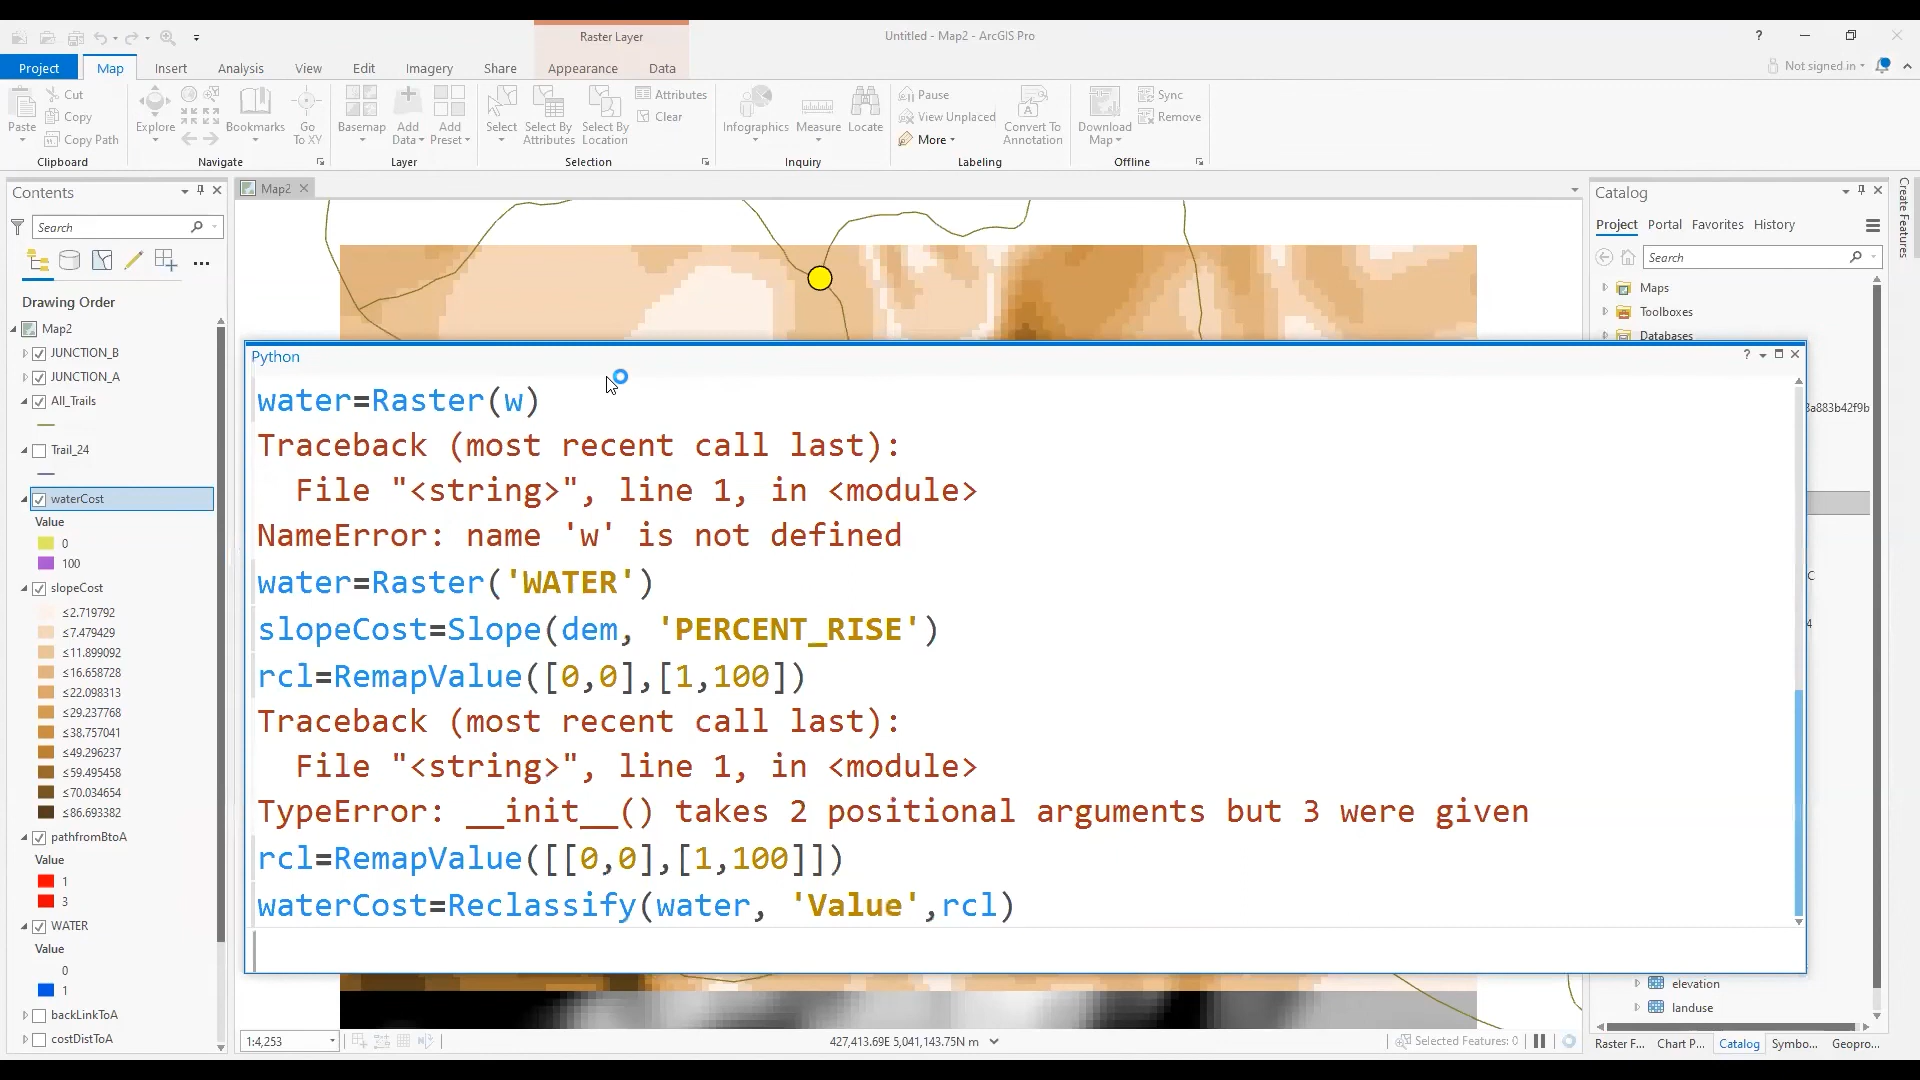 Raster Layer
Untitled - Map2 - ArcGIS Pro
?
Project
Map
Insert
Analysis
View
Edit
Imagery
Share
Appearance
Data
Not signed in
Paste
Cut
Copy
Copy Path
Clipboard
Explore
Bookmarks
Go To XY
Navigate
Basemap
Add Data
Add Preset
Layer
Select
Select By Attributes
Select By Location
Attributes
Clear
Selection
Infographics
Measure
Locate
Inquiry
Pause
View Unplaced
More
Convert To Annotation
Labeling
Download Map
Sync
Remove
Offline
Contents
Search
Drawing Order
Map2
JUNCTION_B
JUNCTION_A
All_Trails
Trail_24
waterCost
Value
0
100
slopeCost
≤2.719792
≤7.479429
≤11.899092
≤16.658728
≤22.098313
≤29.237768
≤38.757041
≤49.296237
≤59.495458
≤70.034654
≤86.693382
pathfromBtoA
Value
1
3
WATER
Value
0
1
backLinkToA
costDistToA
Map2
Python
?
water=Raster(w)
Traceback (most recent call last):
File "<string>", line 1, in <module>
NameError: name 'w' is not defined
water=Raster('WATER')
slopeCost=Slope(dem, 'PERCENT_RISE')
rcl=RemapValue([0,0],[1,100])
Traceback (most recent call last):
File "<string>", line 1, in <module>
TypeError: __init__() takes 2 positional arguments but 3 were given
rcl=RemapValue([[0,0],[1,100]])
waterCost=Reclassify(water, 'Value',rcl)
1:4,253
427,413.69E 5,041,143.75N m
Selected Features: 0
Catalog
Project
Portal
Favorites
History
Search
Maps
Toolboxes
Databases
3a883b42f9b
C
4
elevation
landuse
Raster F...
Chart P...
Catalog
Symbo...
Geopro...
Create Features